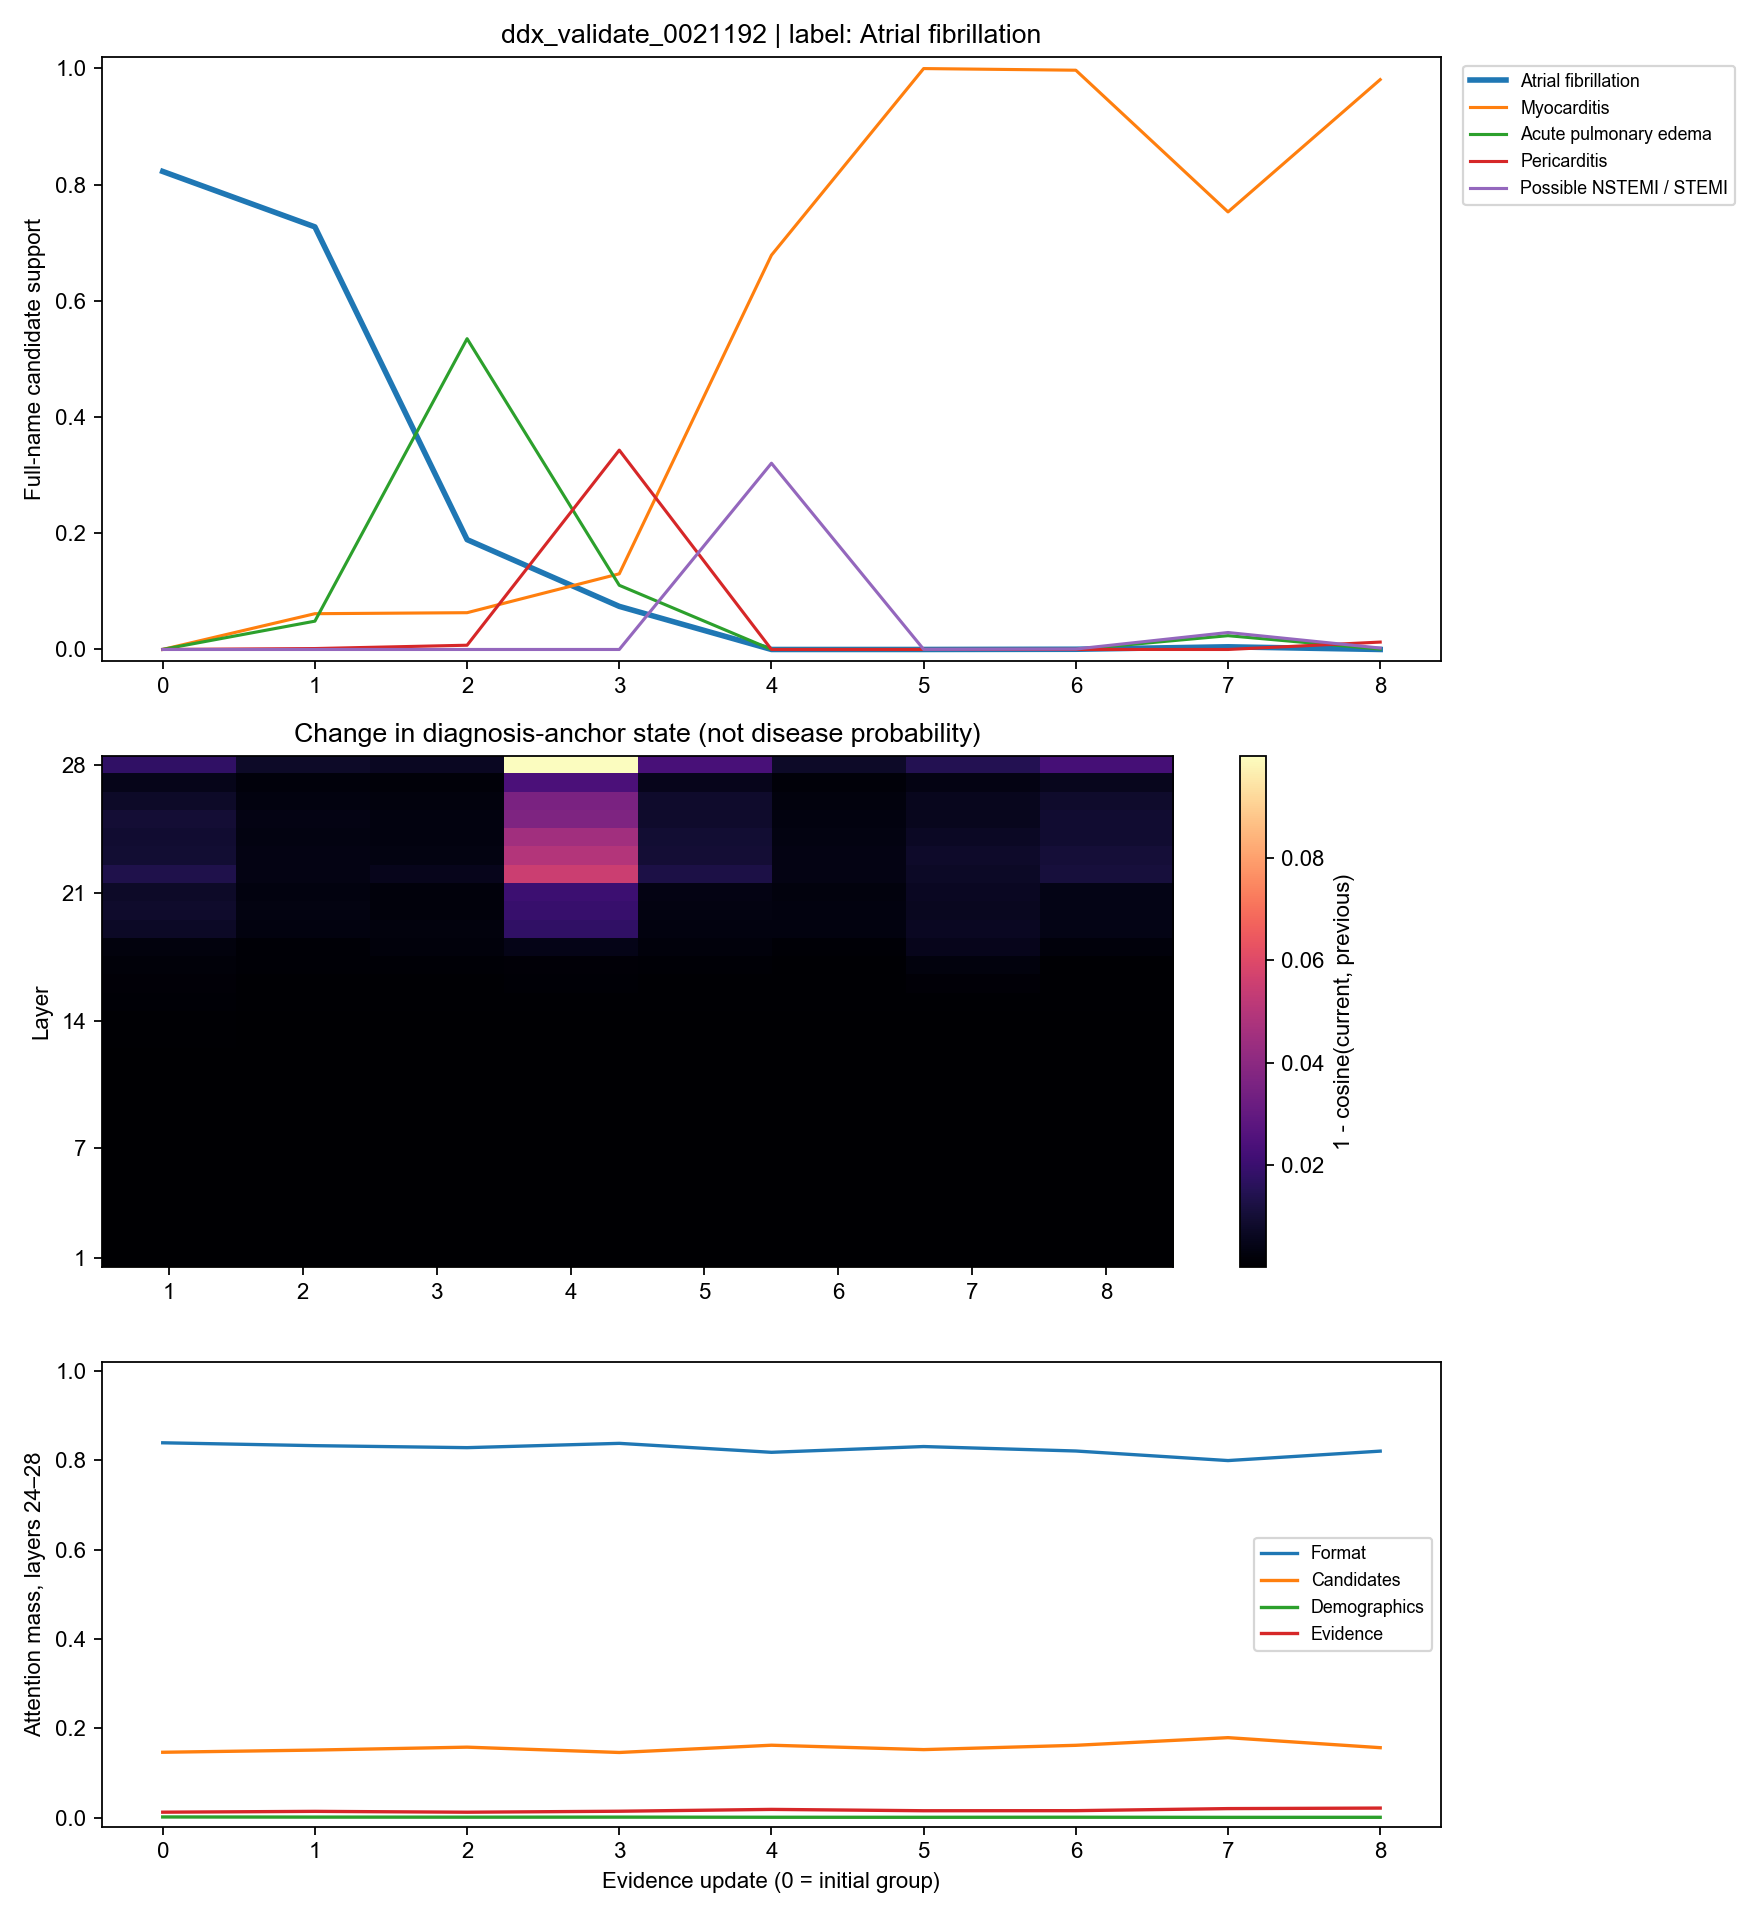 ddx_validate_0021192 | label: Atrial fibrillation
Full-name candidate support
1.0
0.8
0.6
0.4
0.2
0.0
0 1 2 3 4 5 6 7 8
Atrial fibrillation
Myocarditis
Acute pulmonary edema
Pericarditis
Possible NSTEMI / STEMI
Change in diagnosis-anchor state (not disease probability)
Layer
28
21
14
7
1
1 2 3 4 5 6 7 8
0.08
0.06
0.04
0.02
1 - cosine(current, previous)
Attention mass, layers 24–28
1.0
0.8
0.6
0.4
0.2
0.0
Format
Candidates
Demographics
Evidence
0 1 2 3 4 5 6 7 8
Evidence update (0 = initial group)